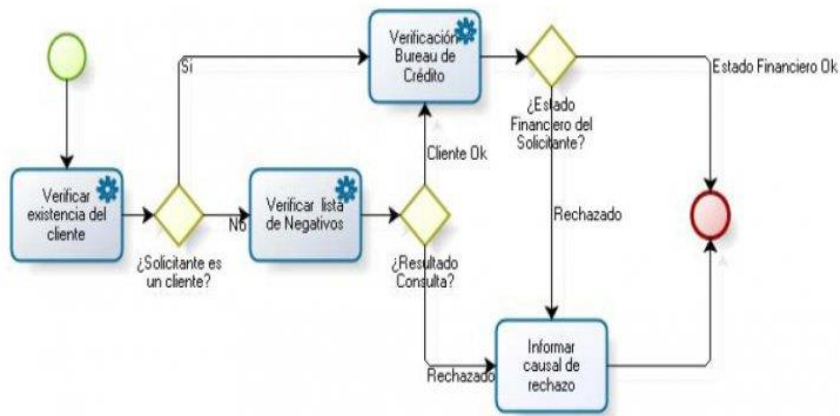 Verificar
existencia del
cliente
¿Solicitante es
un cliente?
Sí
No
Verificar lista
de Negativos
¿Resultado
Consulta?
Cliente Ok
Rechazado
Verificación
Bureau de
Crédito
¿Estado
Financiero del
Solicitante?
Estado Financiero Ok
Rechazado
Informar
causal de
rechazo